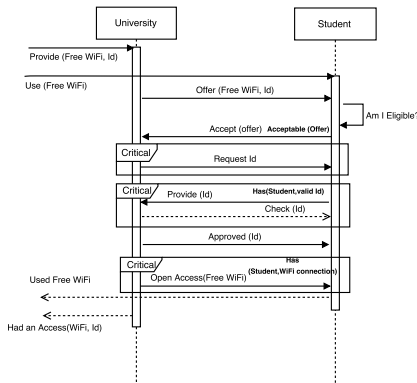 University
Student
Provide (Free WiFi, Id)
Use (Free WiFi)
Offer (Free WiFi, Id)
Am I Eligible?
Accept (offer) Acceptable (Offer)
Critical
Request Id
Critical
Provide (Id) Has(Student,valid Id)
Check (Id)
Approved (Id)
Critical
Has
(Student,WiFi connection)
Open Access(Free WiFi)
Used Free WiFi
Had an Access(WiFi, Id)